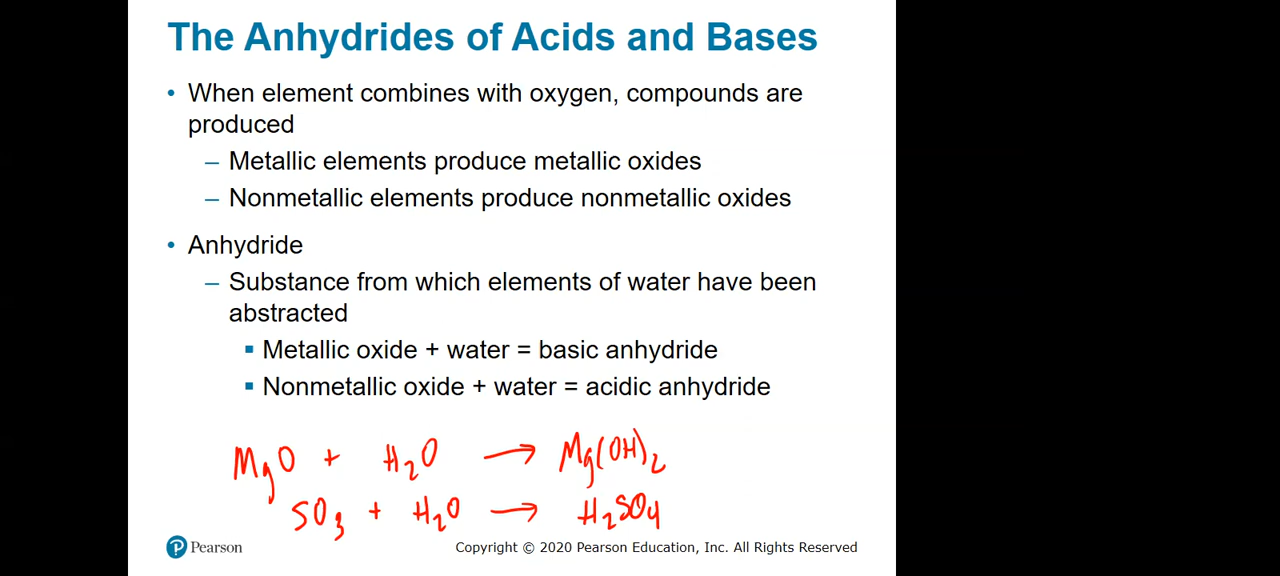 The Anhydrides of Acids and Bases
• When element combines with oxygen, compounds are
produced
– Metallic elements produce metallic oxides
– Nonmetallic elements produce nonmetallic oxides
• Anhydride
– Substance from which elements of water have been
abstracted
▪ Metallic oxide + water = basic anhydride
▪ Nonmetallic oxide + water = acidic anhydride
MgO + H₂O → Mg(OH)₂
SO₃ + H₂O → H₂SO₄
Pearson
Copyright © 2020 Pearson Education, Inc. All Rights Reserved